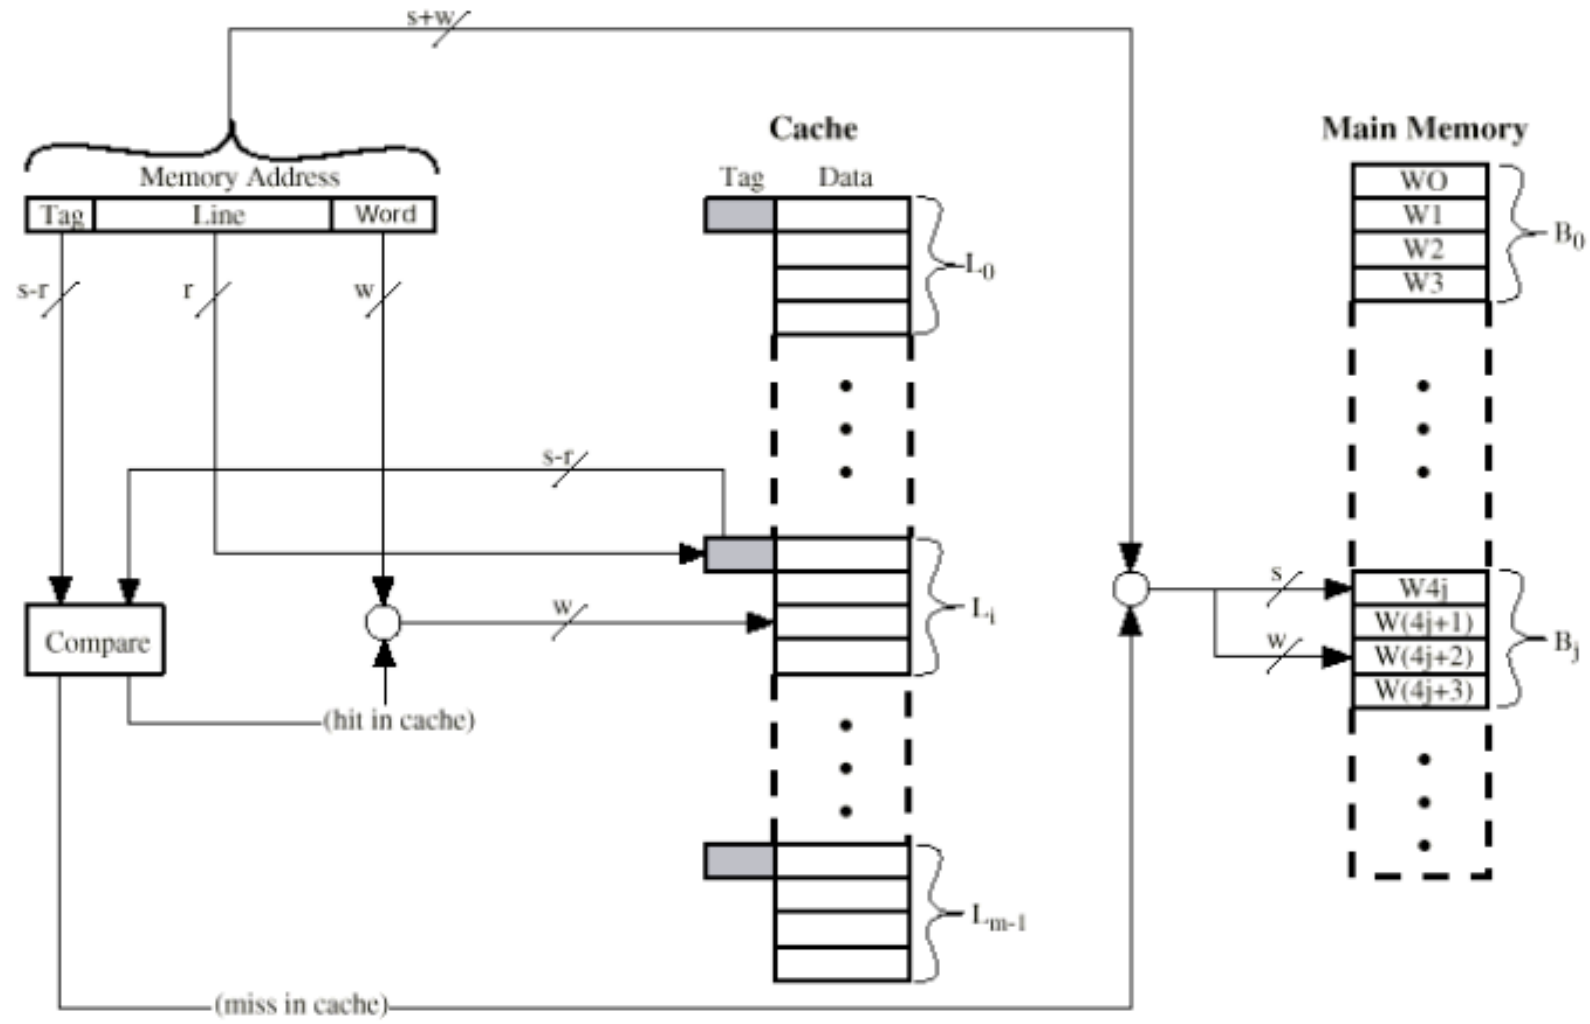 s+w
Cache
Main Memory
Memory Address
Tag Data
Tag Line Word
WO
W1
W2
W3
B0
L0
s-r
r
w
s-r
Compare
w
(hit in cache)
Li
s
w
W4j
W(4j+1)
W(4j+2)
W(4j+3)
Bj
Lm-1
(miss in cache)